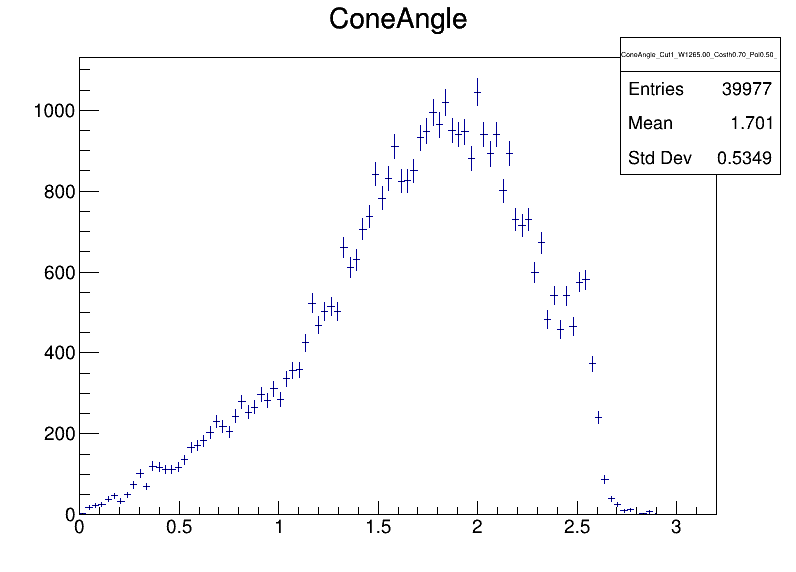 ConeAngle
ConeAngle_Cut1_W1265.00_Costh0.70_Pol0.50_
Entries 39977
Mean 1.701
Std Dev 0.5349
1000
800
600
400
200
0
0 0.5 1 1.5 2 2.5 3